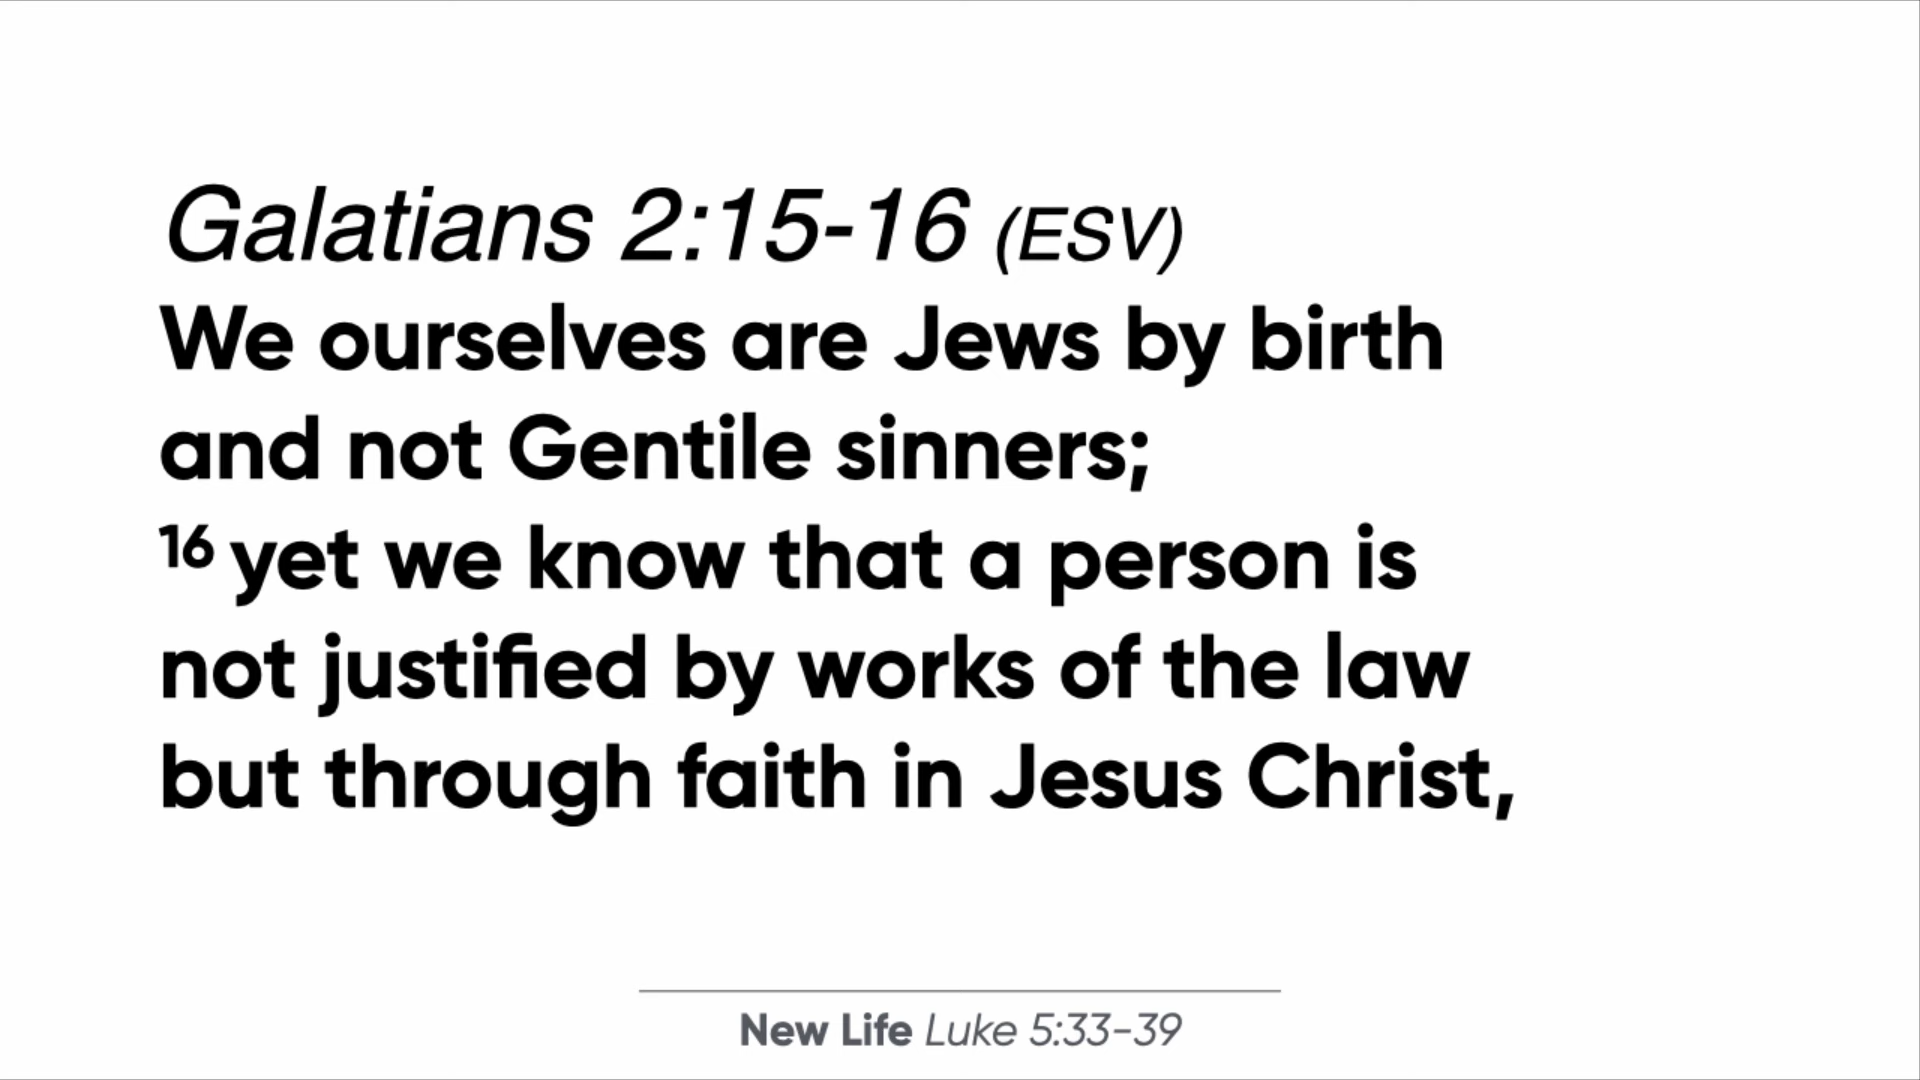 Galatians 2:15-16 (ESV)
We ourselves are Jews by birth
and not Gentile sinners;
16 yet we know that a person is
not justified by works of the law
but through faith in Jesus Christ,
New Life Luke 5:33–39